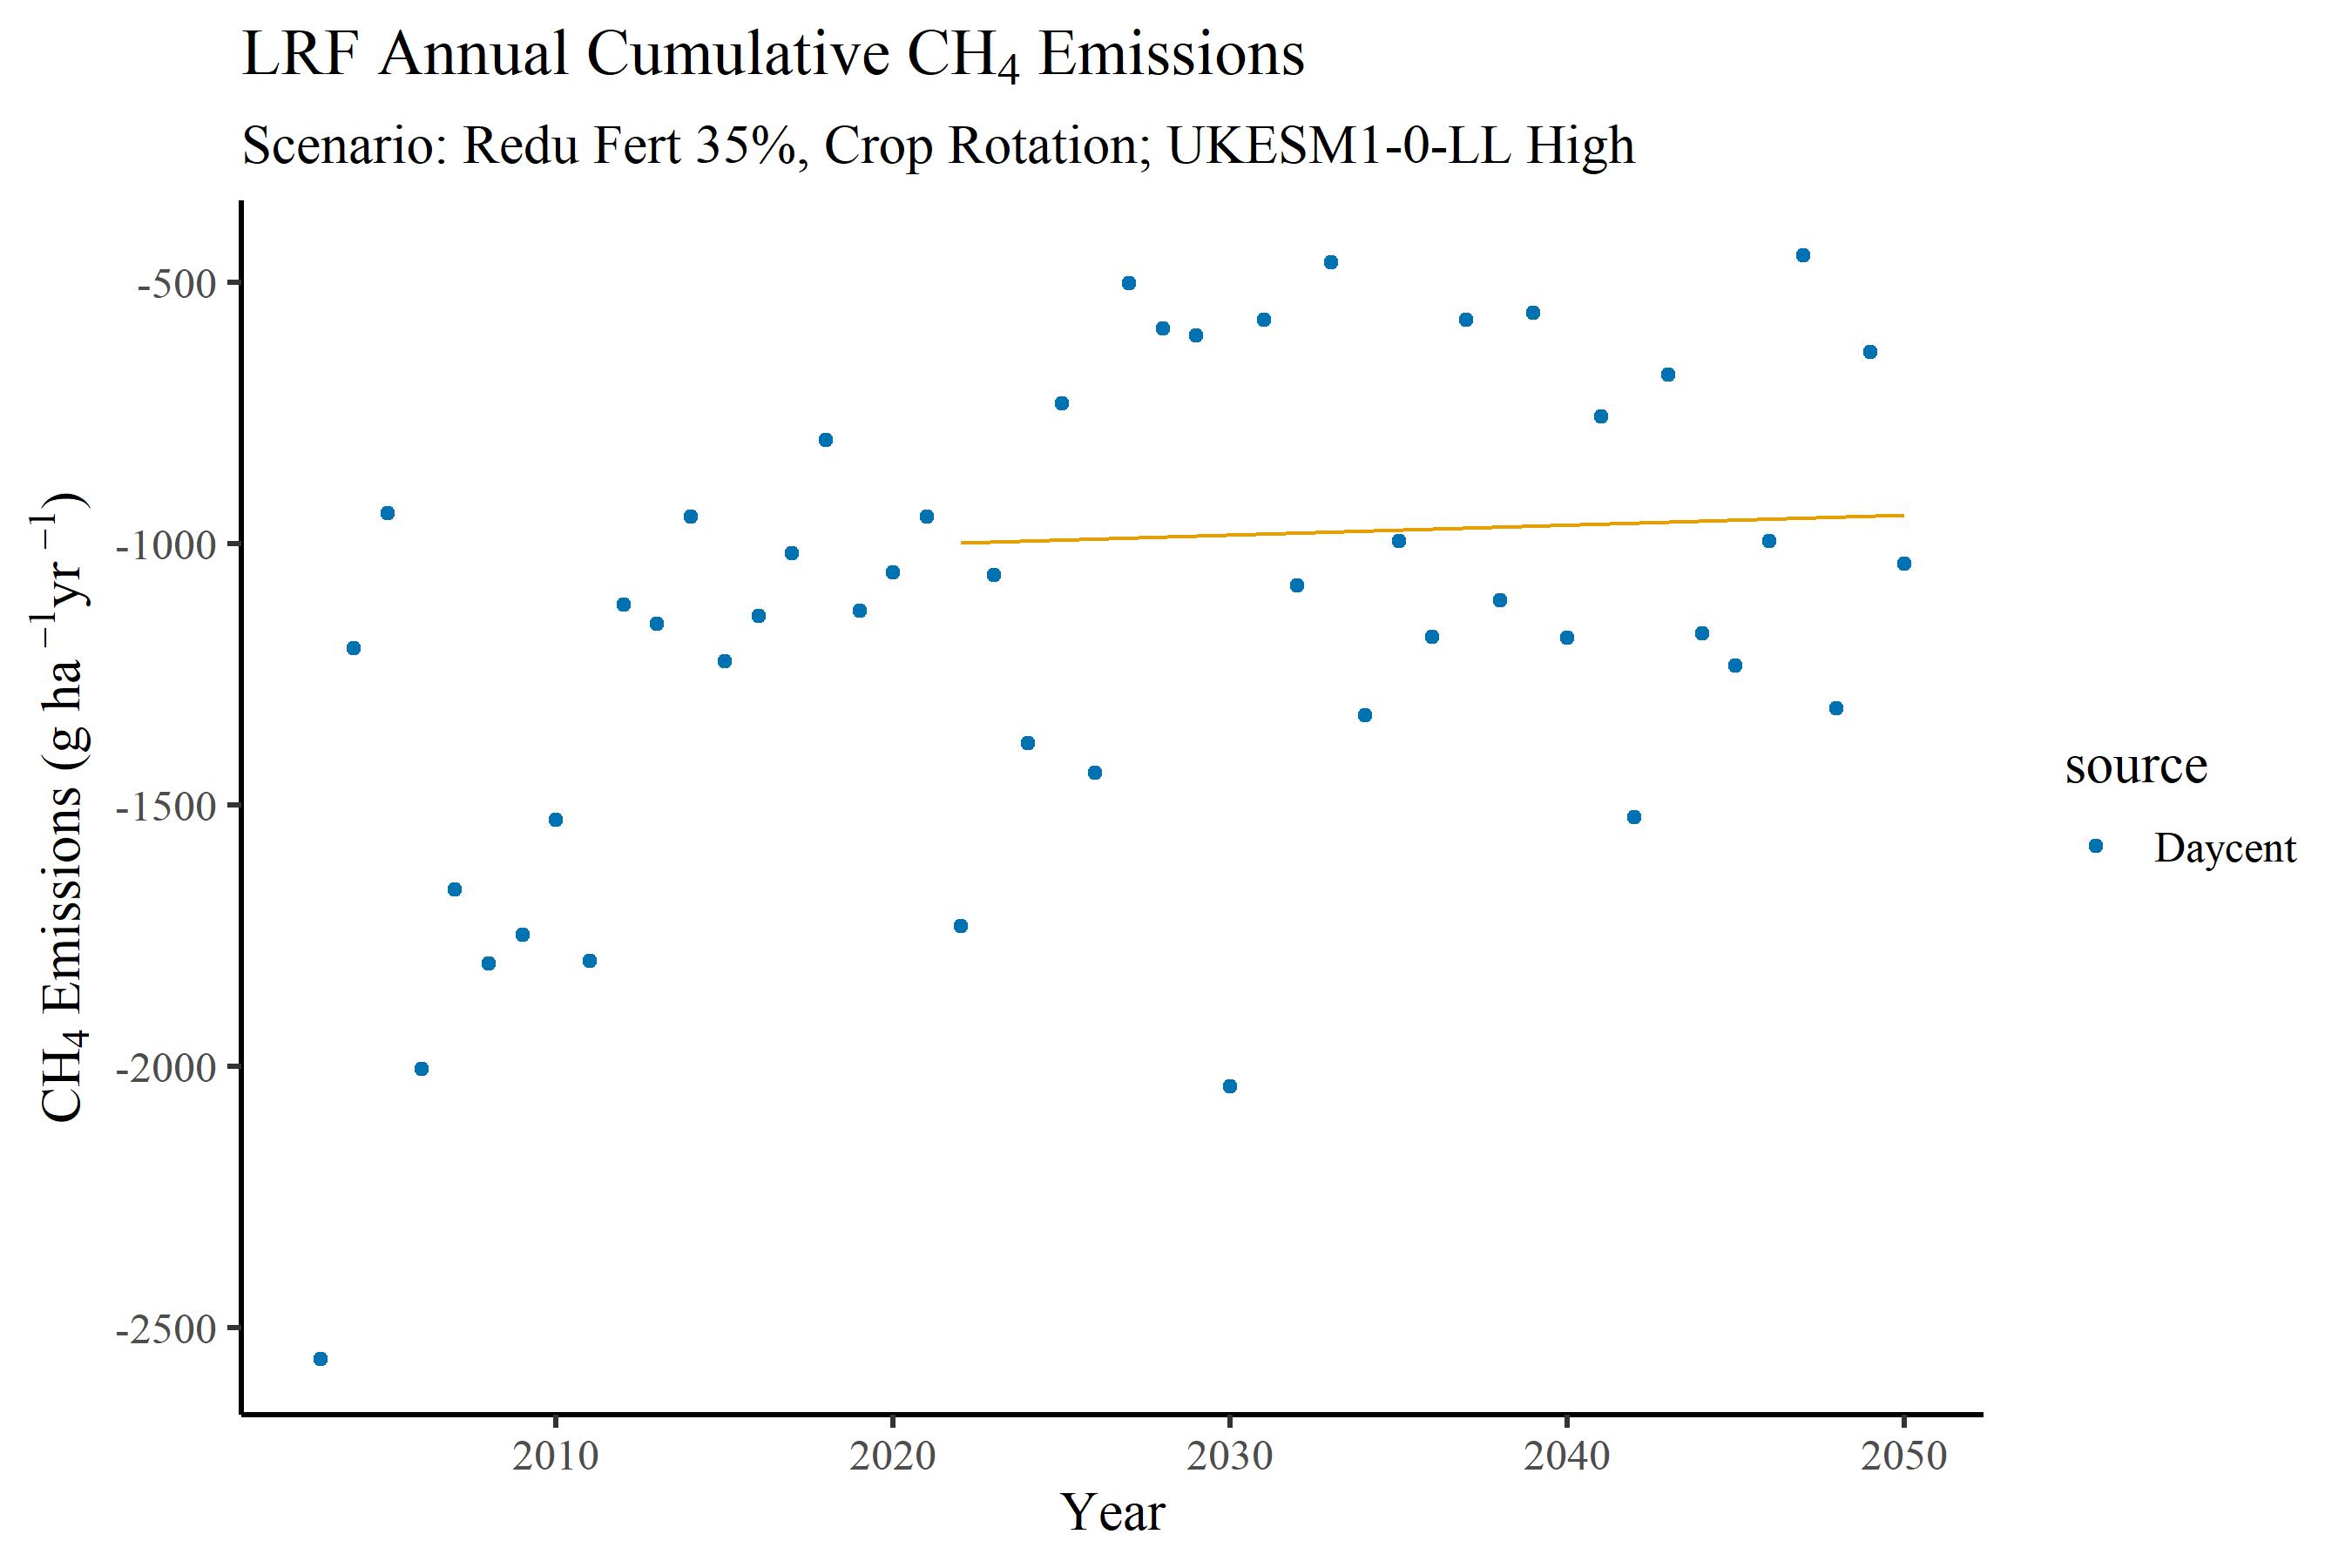 LRF Annual Cumulative CH₄ Emissions
Scenario: Redu Fert 35%, Crop Rotation; UKESM1-0-LL High
CH₄ Emissions (g ha ⁻¹yr ⁻¹)
-500
-1000
-1500
-2000
-2500
2010 2020 2030 2040 2050
Year
source
Daycent